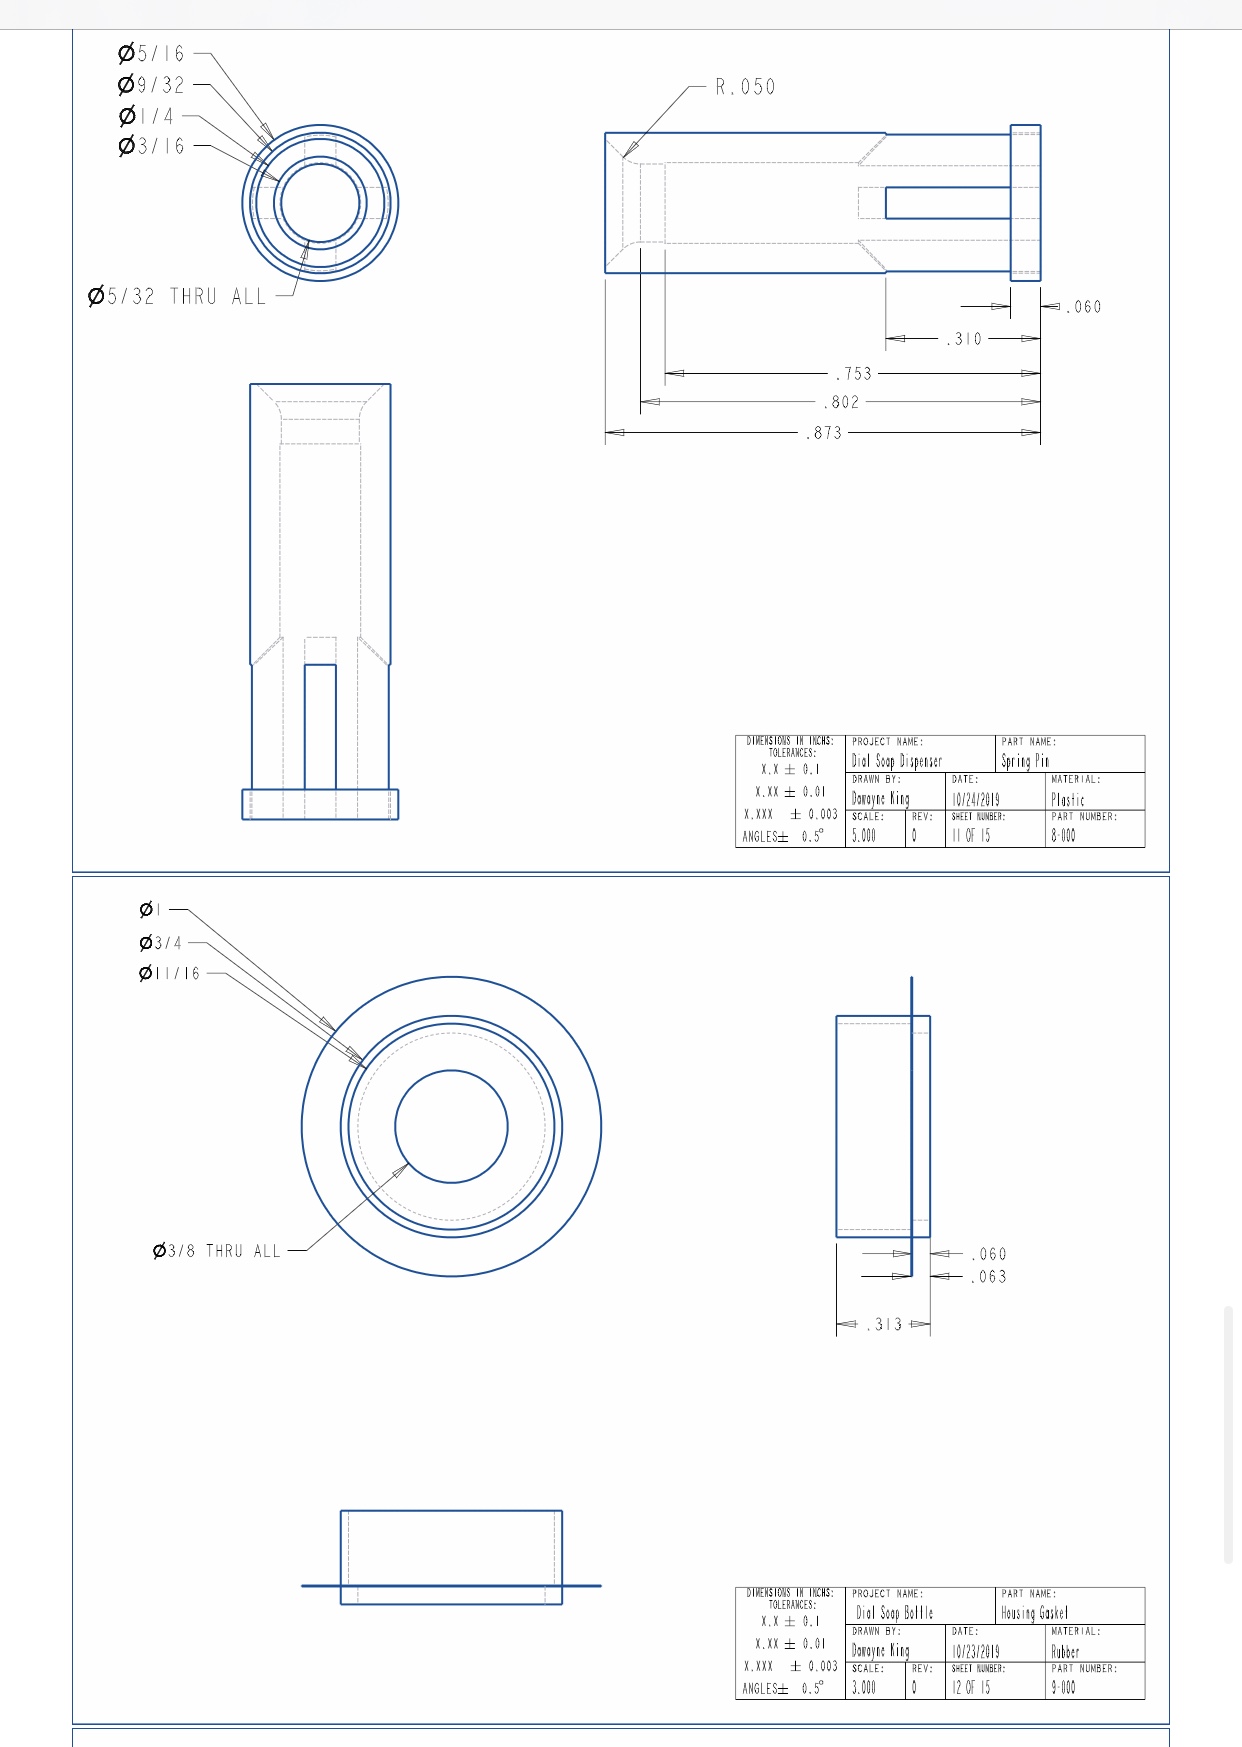 Ø5/16
Ø9/32
Ø1/4
Ø3/16
Ø5/32 THRU ALL
R.050
.060
.310
.753
.802
.873
DIMENSIONS IN INCHS:
TOLERANCES:
X.X ± 0.1
X.XX ± 0.01
X.XXX ± 0.003
ANGLES± 0.5°
PROJECT NAME:
Dial Soap Dispenser
PART NAME:
Spring Pin
DRAWN BY:
Dawayne King
DATE:
10/24/2019
MATERIAL:
Plastic
SCALE:
5.000
REV:
0
SHEET NUMBER:
11 OF 15
PART NUMBER:
8-000
Ø1
Ø3/4
Ø11/16
Ø3/8 THRU ALL
.060
.063
.313
DIMENSIONS IN INCHS:
TOLERANCES:
X.X ± 0.1
X.XX ± 0.01
X.XXX ± 0.003
ANGLES± 0.5°
PROJECT NAME:
Dial Soap Bottle
PART NAME:
Housing Gasket
DRAWN BY:
Dawayne King
DATE:
10/23/2019
MATERIAL:
Rubber
SCALE:
3.000
REV:
0
SHEET NUMBER:
12 OF 15
PART NUMBER:
9-000